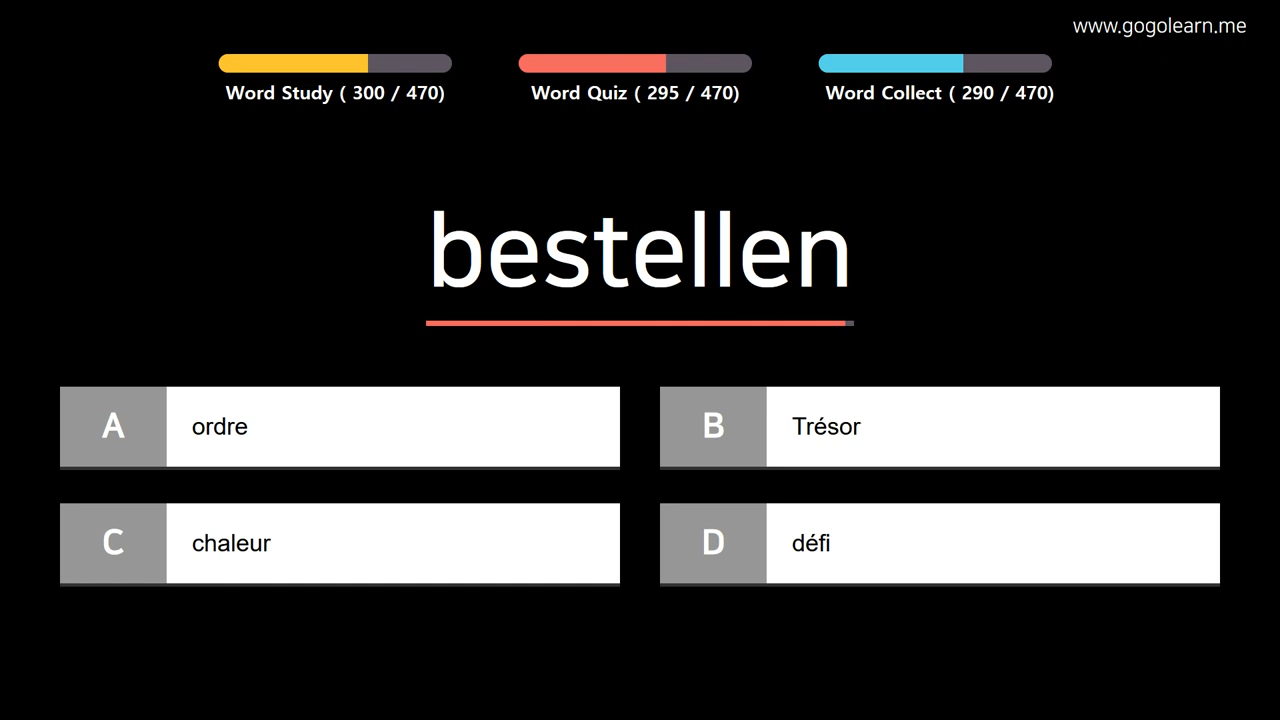 www.gogolearn.me
Word Study ( 300 / 470)
Word Quiz ( 295 / 470)
Word Collect ( 290 / 470)
bestellen
A ordre
B Trésor
C chaleur
D défi